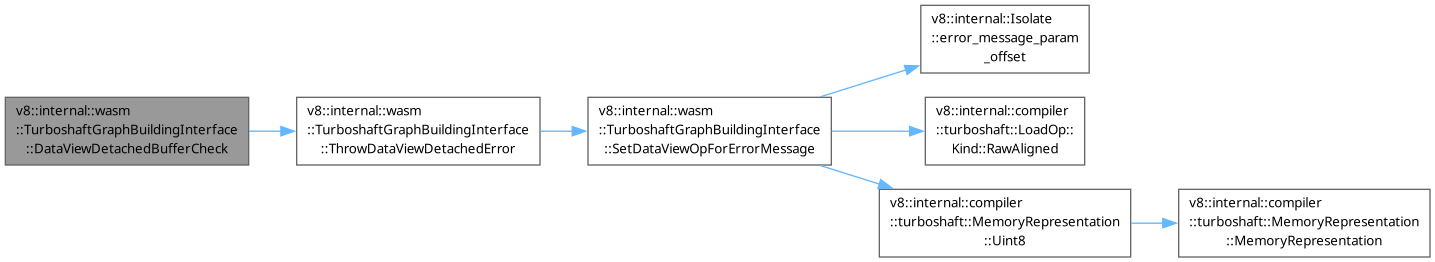 v8::internal::wasm
::TurboshaftGraphBuildingInterface
::DataViewDetachedBufferCheck
v8::internal::wasm
::TurboshaftGraphBuildingInterface
::ThrowDataViewDetachedError
v8::internal::wasm
::TurboshaftGraphBuildingInterface
::SetDataViewOpForErrorMessage
v8::internal::Isolate
::error_message_param
_offset
v8::internal::compiler
::turboshaft::LoadOp::
Kind::RawAligned
v8::internal::compiler
::turboshaft::MemoryRepresentation
::Uint8
v8::internal::compiler
::turboshaft::MemoryRepresentation
::MemoryRepresentation